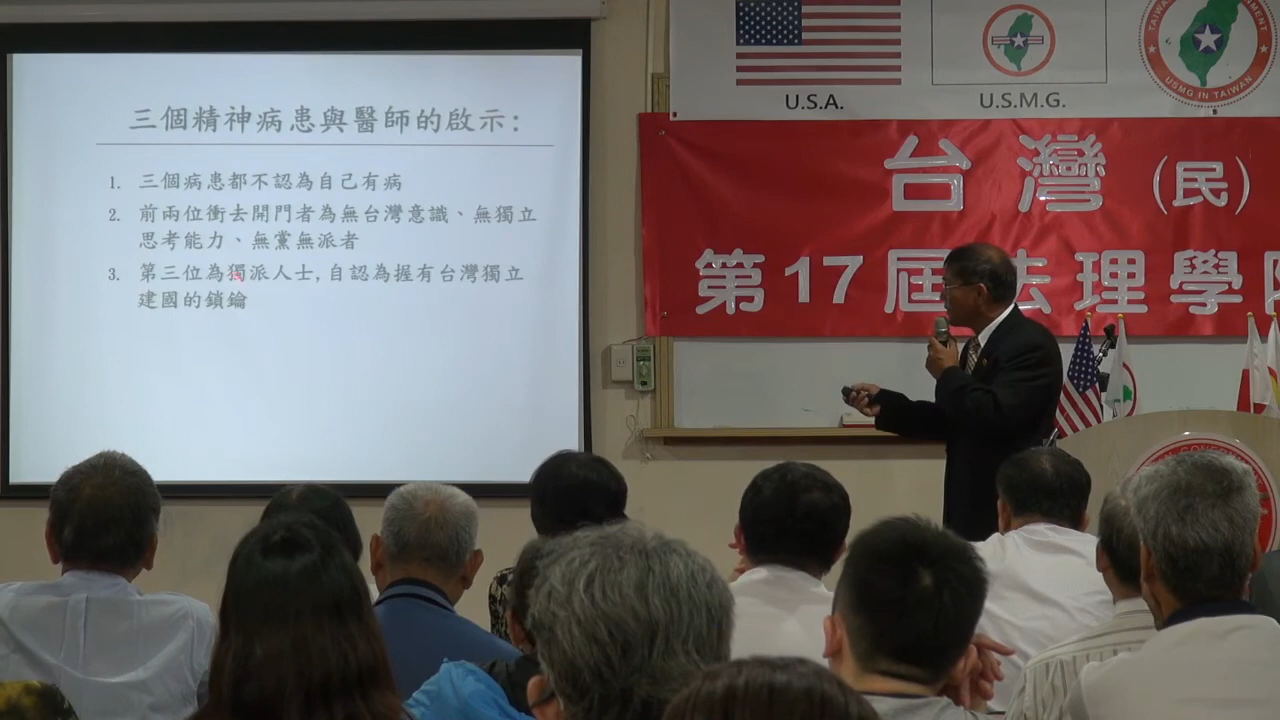 三個精神病患與醫師的啟示:
1. 三個病患都不認為自己有病
2. 前兩位衝去開門者為無台灣意識、無獨立
思考能力、無黨無派者
3. 第三位為獨派人士,自認為握有台灣獨立
建國的鎖鑰
U.S.A.
U.S.M.G.
USMG IN TAIWAN
台灣(民)
第17屆法理學